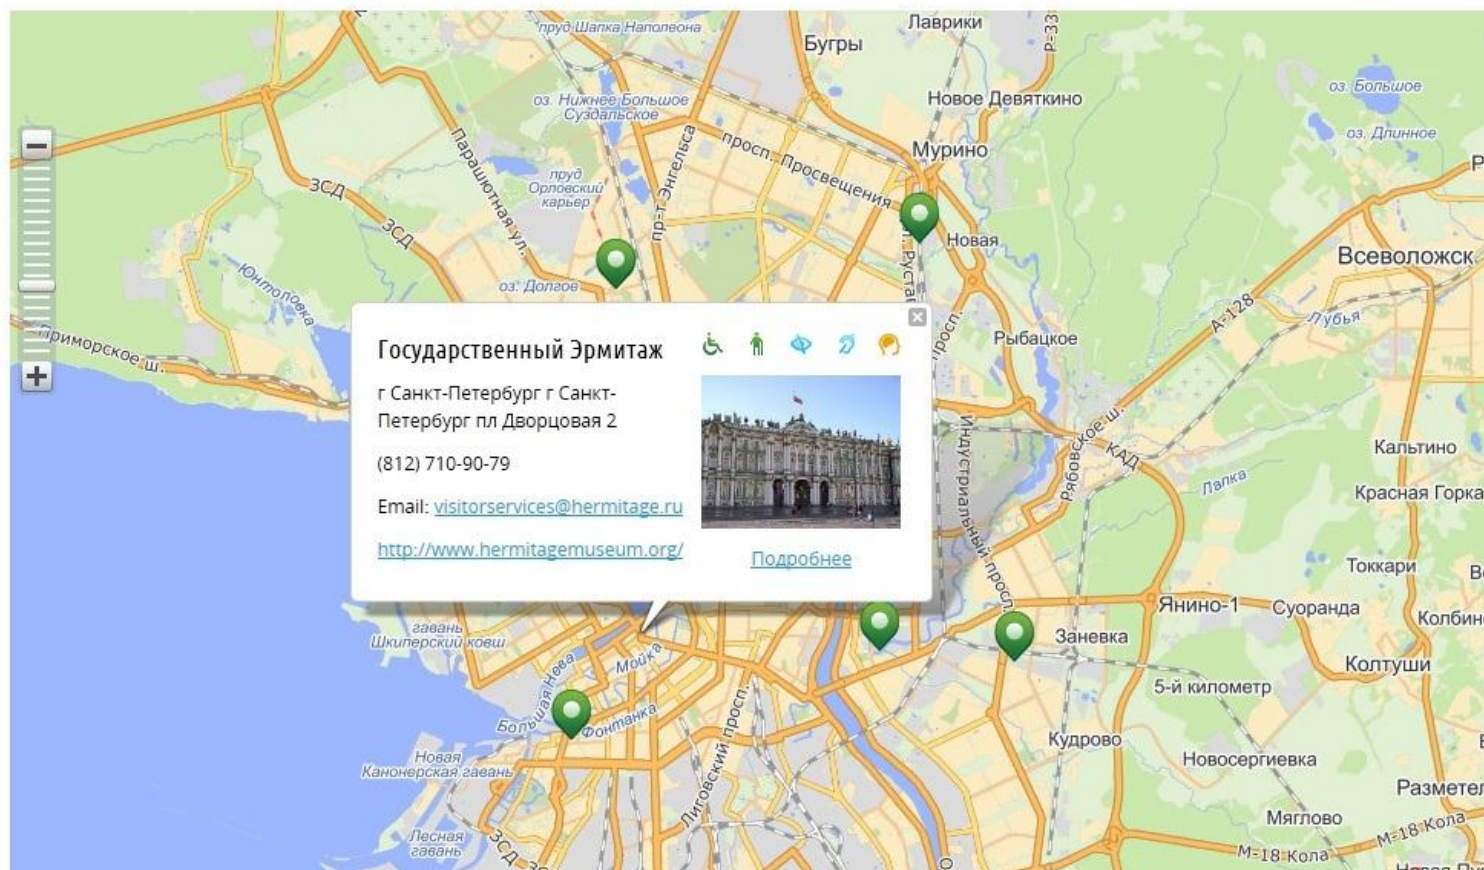 Лаврики
пруд Шапка Наполеона
Бугры
Р-33
оз. Большое
оз. Нижнее Большое
Суздальское
Новое Девяткино
оз. Длинное
просп. Просвещения
Мурино
Парашютная ул.
пр-т Энгельса
пруд
Орловский
карьер
ЗСД
ЗСД
Новая
Всеволожск
Юнтоловка
оз. Долгое
А-128
Лубья
Приморское ш.
Рыбацкое
просп.
Государственный Эрмитаж
г Санкт-Петербург г Санкт-
Петербург пл Дворцовая 2
(812) 710-90-79
Email: visitorservices@hermitage.ru
http://www.hermitagemuseum.org/
Подробнее
Индустриальный просп.
Рябовское ш.
КАД
Кальтино
Лапка
Красная Горка
Токкари
Янино-1
Суоранда
гавань
Шкиперский ковш
Заневка
Колтуши
Мойка
Большая Нева
5-й километр
Фонтанка
Лиговский просп.
Кудрово
Новая
Канонерская гавань
Новосергиевка
Мяглово
М-18 Кола
Лесная
гавань
ЗСД
М-18 Кола